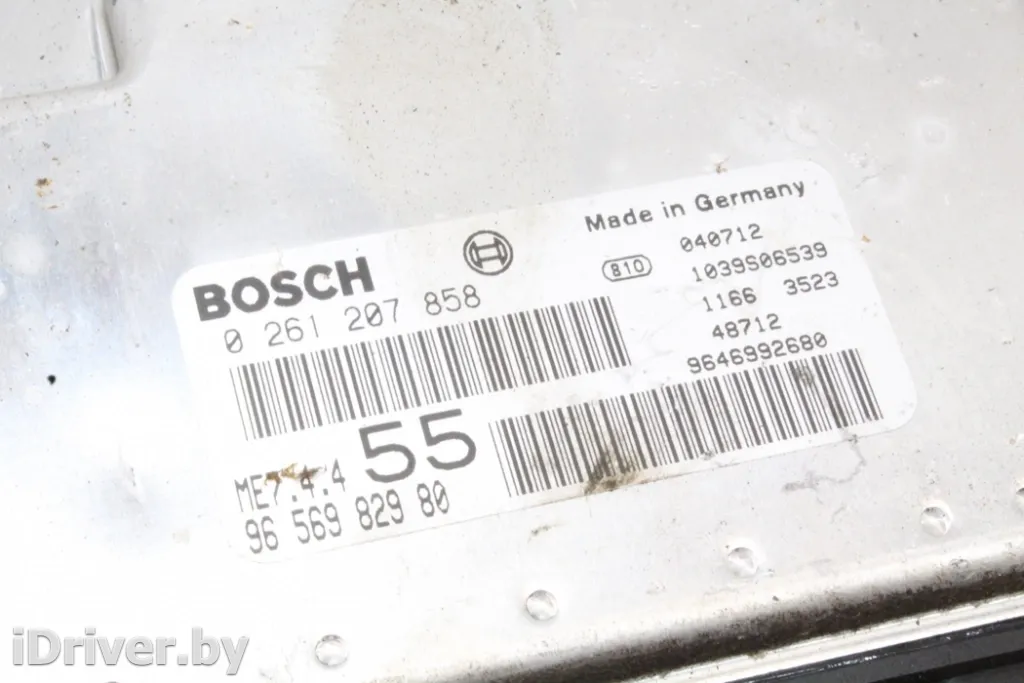 Made in Germany
BOSCH
040712
810
1039S06539
0 261 207 858
1166 3523
48712
9646992680
55
ME7.4.4
96 569 829 80
iDriver.by